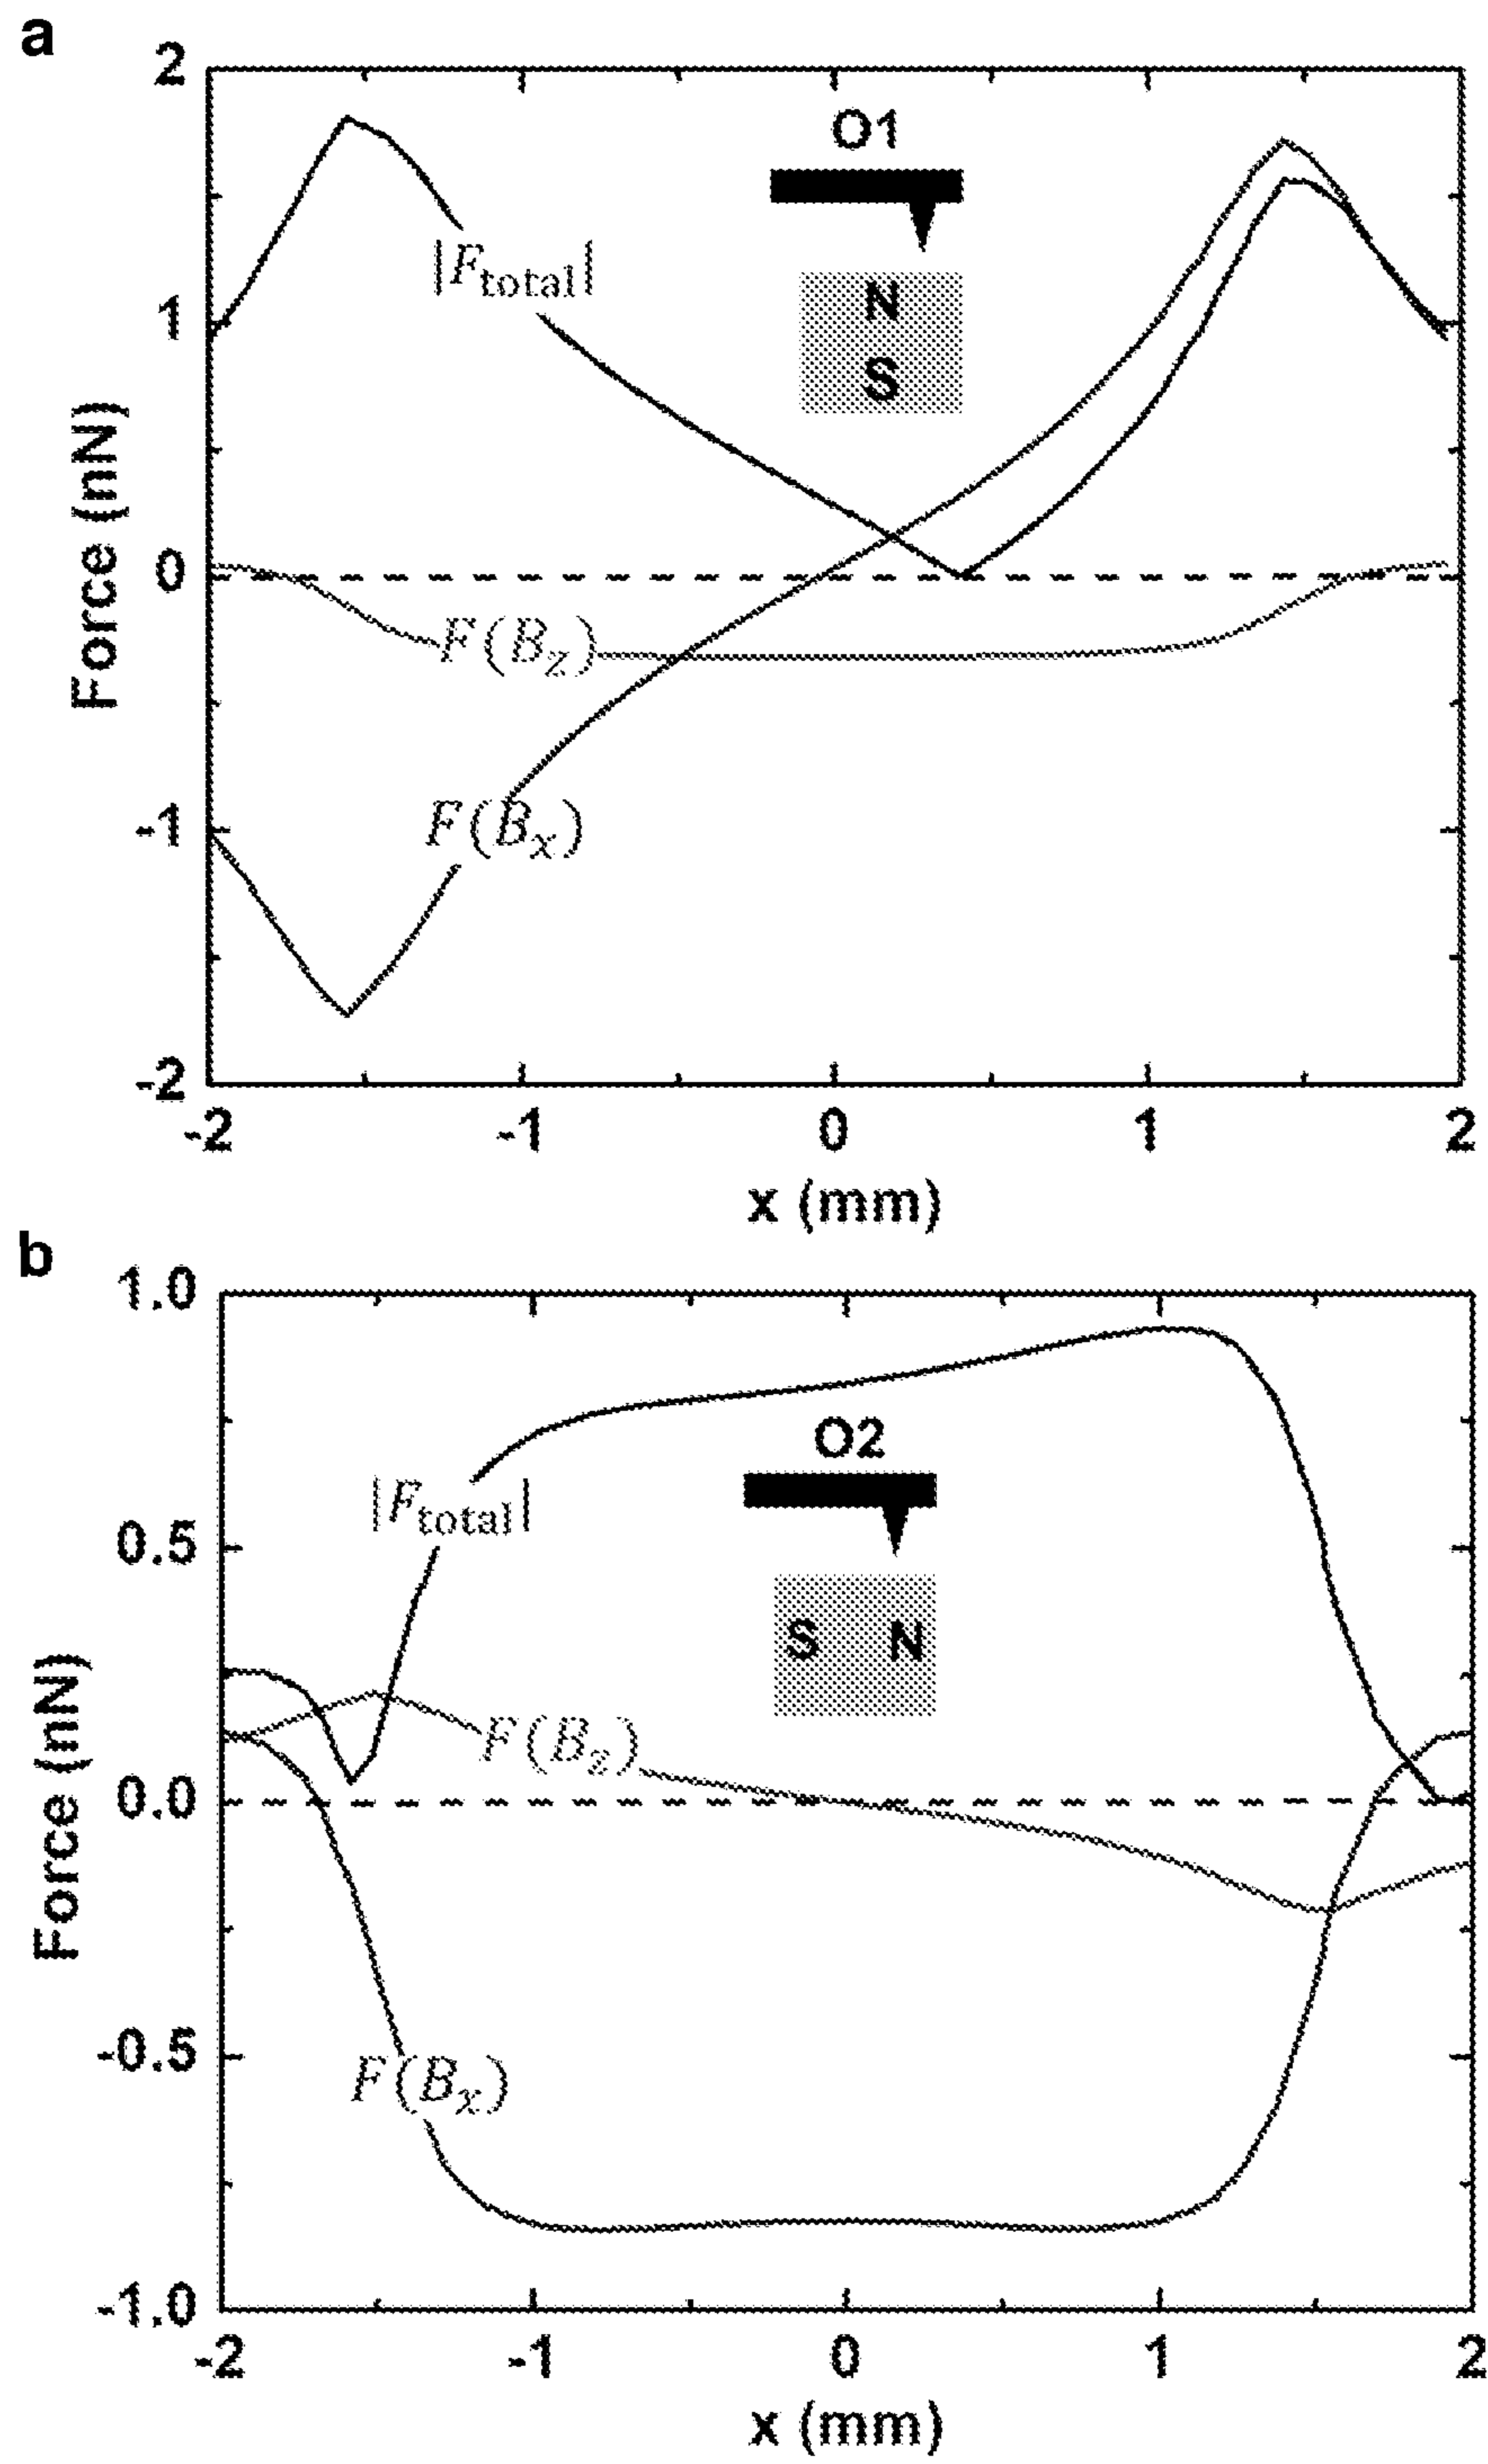 a
2
1
0
-1
-2
Force (nN)
O1
N
S
|F_total|
F(B_z)
F(B_x)
-2 -1 0 1 2
x (mm)
b
1.0
0.5
0.0
-0.5
-1.0
Force (nN)
O2
S N
|F_total|
F(B_z)
F(B_x)
-2 -1 0 1 2
x (mm)